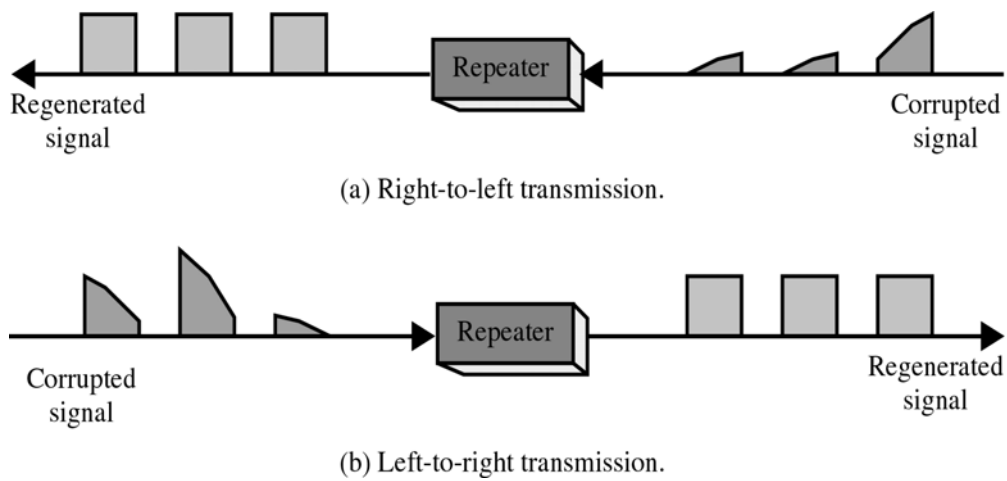 Repeater
Regenerated
signal
Corrupted
signal
(a) Right-to-left transmission.
Repeater
Corrupted
signal
Regenerated
signal
(b) Left-to-right transmission.